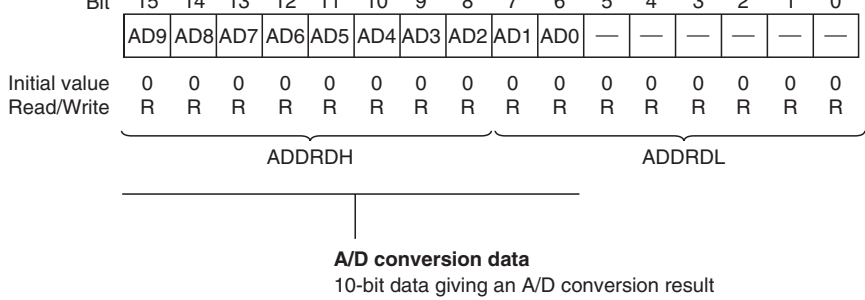 Bit 15 14 13 12 11 10 9 8 7 6 5 4 3 2 1 0
AD9 AD8 AD7 AD6 AD5 AD4 AD3 AD2 AD1 AD0 — — — — — —
Initial value 0 0 0 0 0 0 0 0 0 0 0 0 0 0 0 0
Read/Write R R R R R R R R R R R R R R R R
ADDRDH ADDRDL
A/D conversion data
10-bit data giving an A/D conversion result